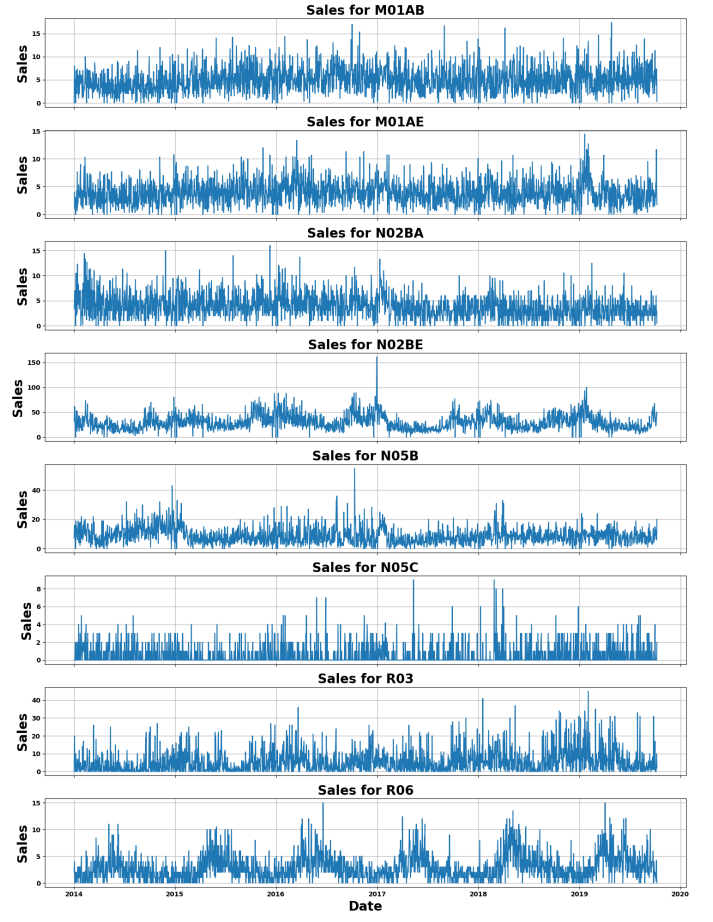 Sales for M01AB
Sales
15
10
5
0
Sales for M01AE
Sales
15
10
5
0
Sales for N02BA
Sales
15
10
5
0
Sales for N02BE
Sales
150
100
50
0
Sales for N05B
Sales
40
20
0
Sales for N05C
Sales
8
6
4
2
0
Sales for R03
Sales
40
30
20
10
0
Sales for R06
Sales
15
10
5
0
2014 2015 2016 2017 2018 2019 2020
Date